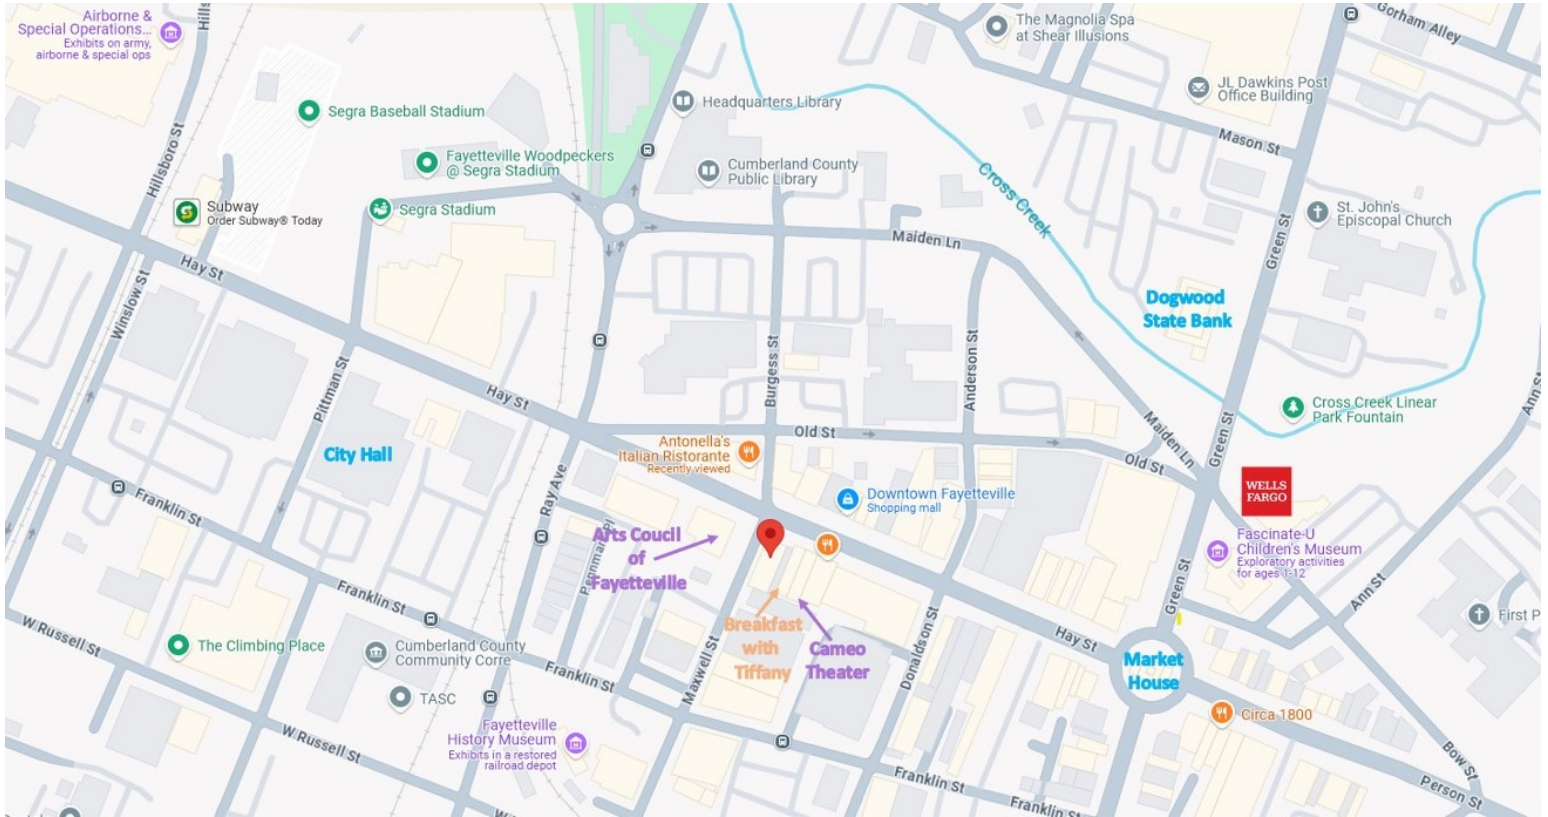 Airborne &
Special Operations...
Exhibits on army,
airborne & special ops
Hills
Gorham Alley
The Magnolia Spa
at Shear Illusions
JL Dawkins Post
Office Building
Segra Baseball Stadium
Headquarters Library
Hillsboro St
Mason St
Fayetteville Woodpeckers
@ Segra Stadium
Cumberland County
Public Library
Cross Creek
Subway
Order Subway® Today
Segra Stadium
St. John's
Episcopal Church
Maiden Ln
Green St
Hay St
Winslow St
Dogwood
State Bank
Pittman St
Burgess St
Anderson St
Hay St
Cross Creek Linear
Park Fountain
Ann St
Maiden Ln
Green St
Old St
Antonella's
Italian Ristorante
Recently viewed
City Hall
Old St
Ray Ave
WELLS
FARGO
Downtown Fayetteville
Shopping mall
Franklin St
Arts Coucil
of
Fayetteville
Fascinate-U
Children's Museum
Exploratory activities
for ages 1-12
Green St
Ann St
Franklin St
First P
W Russell St
Breakfast
with
Tiffany
Hay St
The Climbing Place
Cumberland County
Community Corre
Cameo
Theater
Donaldson St
Market
House
Maxwell St
Franklin St
TASC
Circa 1800
Fayetteville
History Museum
Exhibits in a restored
railroad depot
W Russell St
Bow St
Franklin St
Person St
Franklin St